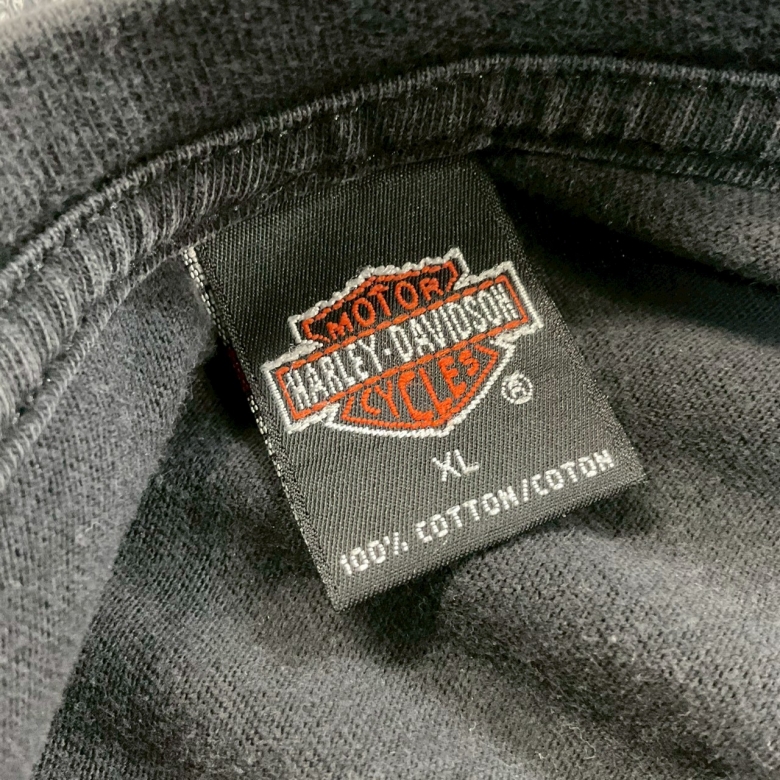 MOTOR
HARLEY-DAVIDSON
CYCLES
®
XL
100% COTTON/COTON